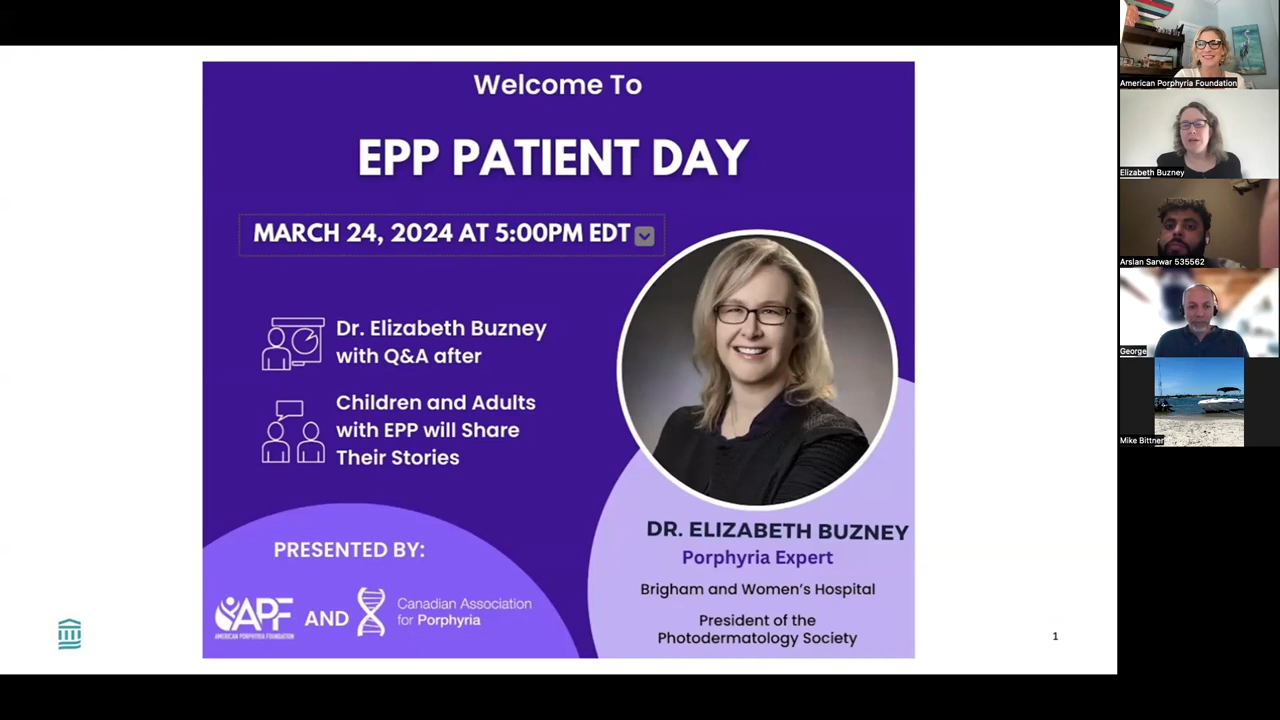 Welcome To
EPP PATIENT DAY
MARCH 24, 2024 AT 5:00PM EDT
Dr. Elizabeth Buzney
with Q&A after
Children and Adults
with EPP will Share
Their Stories
PRESENTED BY:
APF
AMERICAN PORPHYRIA FOUNDATION
AND
Canadian Association
for Porphyria
DR. ELIZABETH BUZNEY
Porphyria Expert
Brigham and Women's Hospital
President of the
Photodermatology Society
1
American Porphyria Foundation
Elizabeth Buzney
Arslan Sarwar 535562
George
Mike Bittner